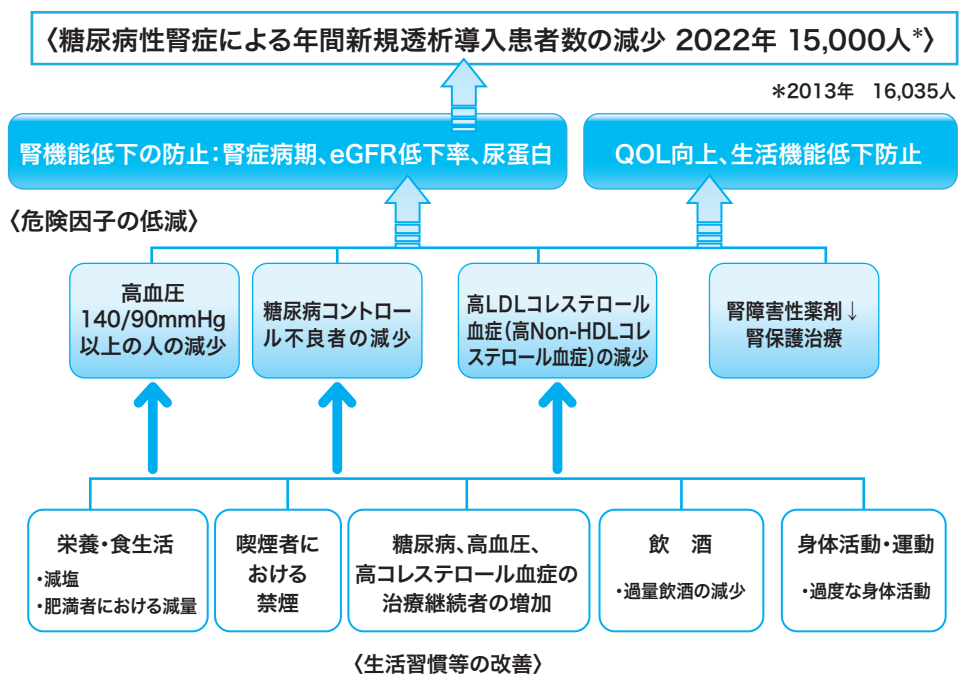 〈糖尿病性腎症による年間新規透析導入患者数の減少 2022年 15,000人*〉
*2013年 16,035人
腎機能低下の防止：腎症病期、eGFR低下率、尿蛋白
QOL向上、生活機能低下防止
〈危険因子の低減〉
高血圧
140/90mmHg
以上の人の減少
糖尿病コントロー
ル不良者の減少
高LDLコレステロール
血症（高Non-HDLコレ
ステロール血症）の減少
腎障害性薬剤↓
腎保護治療
栄養・食生活
・減塩
・肥満者における減量
喫煙者に
おける
禁煙
糖尿病、高血圧、
高コレステロール血症の
治療継続者の増加
飲 酒
・過量飲酒の減少
身体活動・運動
・過度な身体活動
〈生活習慣等の改善〉